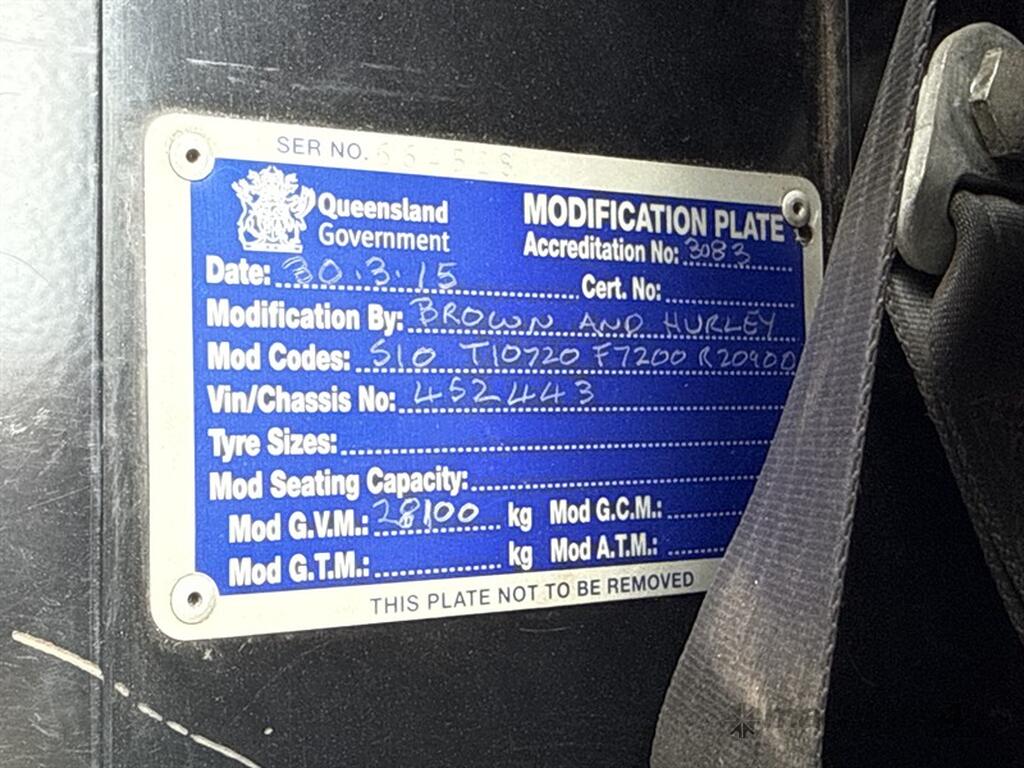 SER NO.
Queensland
Government
MODIFICATION PLATE
Accreditation No: 3083
Date: 30.3.15
Cert. No:
Modification By: BROWN AND HURLEY
Mod Codes: S10 T10720 F7200 R20900
Vin/Chassis No: 452443
Tyre Sizes:
Mod Seating Capacity:
Mod G.V.M.: 28100 kg Mod G.C.M.:
Mod G.T.M.: kg Mod A.T.M.:
THIS PLATE NOT TO BE REMOVED